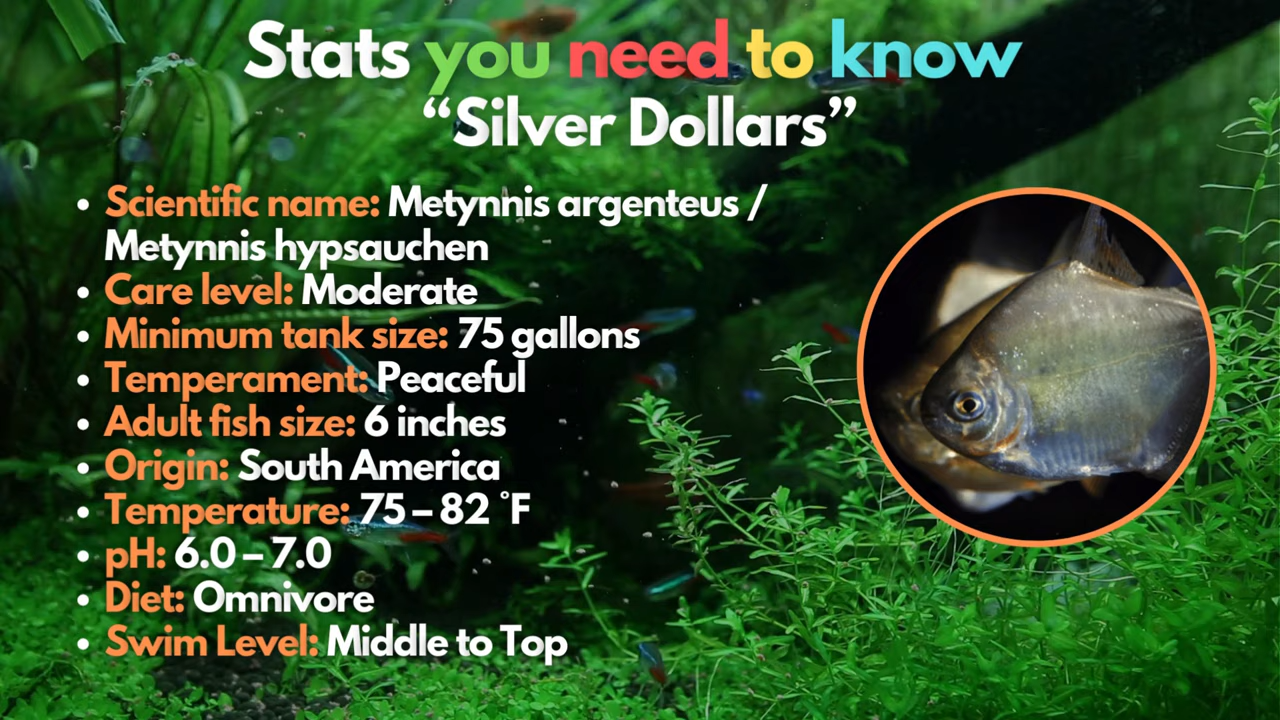 Stats you need to know
“Silver Dollars”
• Scientific name: Metynnis argenteus /
Metynnis hypsauchen
• Care level: Moderate
• Minimum tank size: 75 gallons
• Temperament: Peaceful
• Adult fish size: 6 inches
• Origin: South America
• Temperature: 75 – 82 °F
• pH: 6.0 – 7.0
• Diet: Omnivore
• Swim Level: Middle to Top